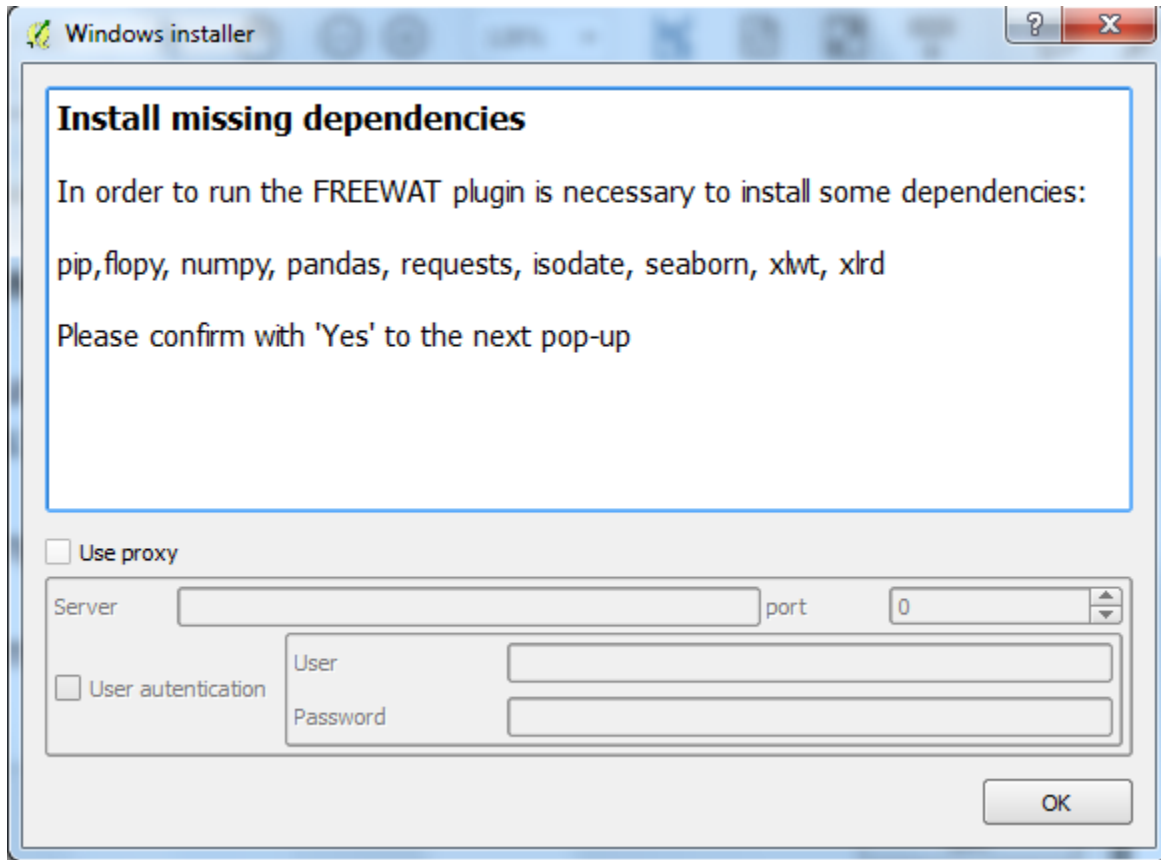 Windows installer
Install missing dependencies
In order to run the FREEWAT plugin is necessary to install some dependencies:
pip,flopy, numpy, pandas, requests, isodate, seaborn, xlwt, xlrd
Please confirm with 'Yes' to the next pop-up
Use proxy
Server port 0
User autentication
User
Password
OK